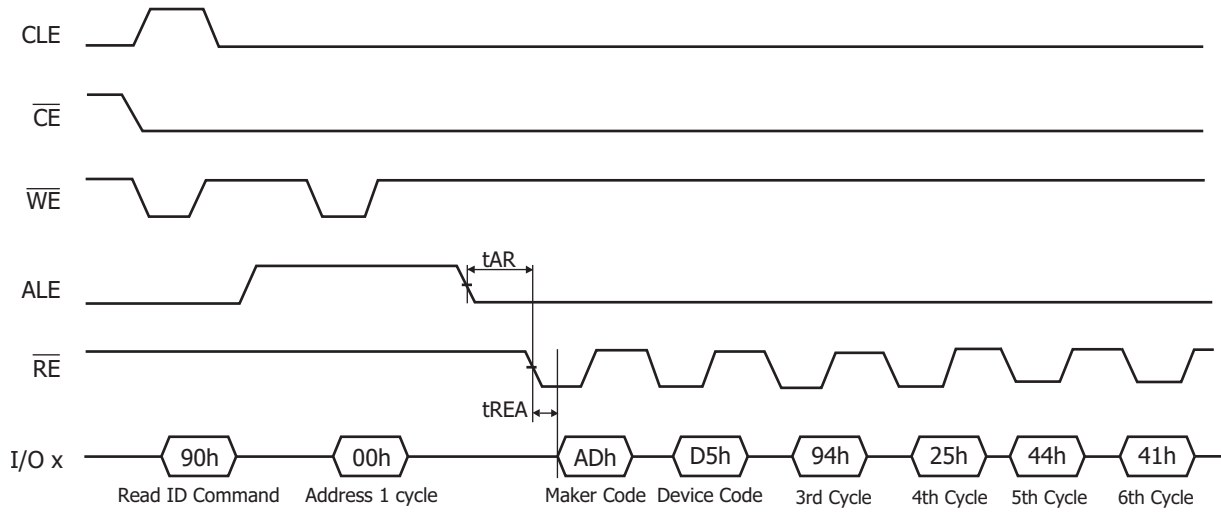 CLE
CE
WE
ALE
tAR
RE
tREA
I/O x
90h 00h ADh D5h 94h 25h 44h 41h
Read ID Command Address 1 cycle Maker Code Device Code 3rd Cycle 4th Cycle 5th Cycle 6th Cycle